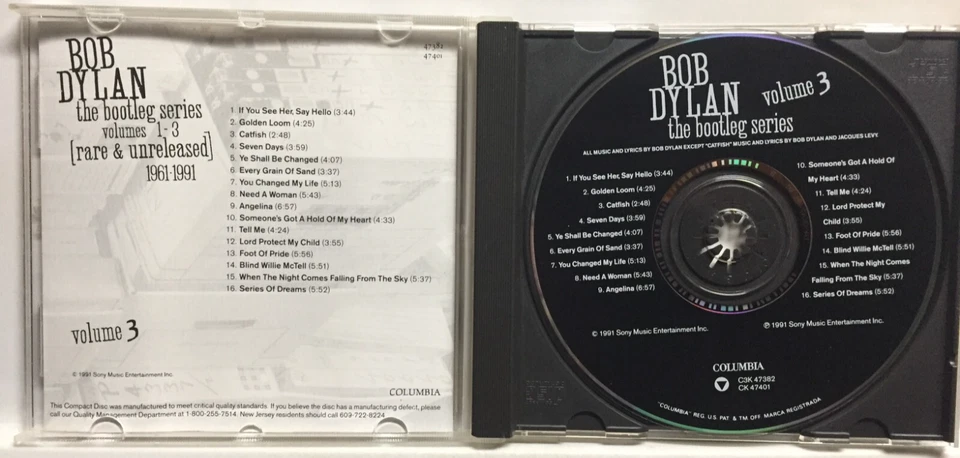 BOB
DYLAN
the bootleg series
volumes 1-3
[rare & unreleased]
1961-1991
47382
47401
1. If You See Her, Say Hello (3:44)
2. Golden Loom (4:25)
3. Catfish (2:48)
4. Seven Days (3:59)
5. Ye Shall Be Changed (4:07)
6. Every Grain Of Sand (3:37)
7. You Changed My Life (5:13)
8. Need A Woman (5:43)
9. Angelina (6:57)
10. Someone's Got A Hold Of My Heart (4:33)
11. Tell Me (4:24)
12. Lord Protect My Child (3:55)
13. Foot Of Pride (5:56)
14. Blind Willie McTell (5:51)
15. When The Night Comes Falling From The Sky (5:37)
16. Series Of Dreams (5:52)
volume 3
© 1991 Sony Music Entertainment Inc.
COLUMBIA
This Compact Disc was manufactured to meet critical quality standards. If you believe the disc has a manufacturing defect, please
call our Quality Management Department at 1-800-255-7514. New Jersey residents should call 609-722-8224.
BOB
DYLAN volume 3
the bootleg series
ALL MUSIC AND LYRICS BY BOB DYLAN EXCEPT "CATFISH" MUSIC AND LYRICS BY BOB DYLAN AND JACQUES LEVY
1. If You See Her, Say Hello (3:44)
2. Golden Loom (4:25)
3. Catfish (2:48)
4. Seven Days (3:59)
5. Ye Shall Be Changed (4:07)
6. Every Grain Of Sand (3:37)
7. You Changed My Life (5:13)
8. Need A Woman (5:43)
9. Angelina (6:57)
10. Someone's Got A Hold Of
My Heart (4:33)
11. Tell Me (4:24)
12. Lord Protect My
Child (3:55)
13. Foot Of Pride (5:56)
14. Blind Willie McTell (5:51)
15. When The Night Comes
Falling From The Sky (5:37)
16. Series Of Dreams (5:52)
© 1991 Sony Music Entertainment Inc.
℗ 1991 Sony Music Entertainment Inc.
COLUMBIA
C3K 47382
CK 47401
"COLUMBIA" REG. U.S. PAT. & TM. OFF. MARCA REGISTRADA